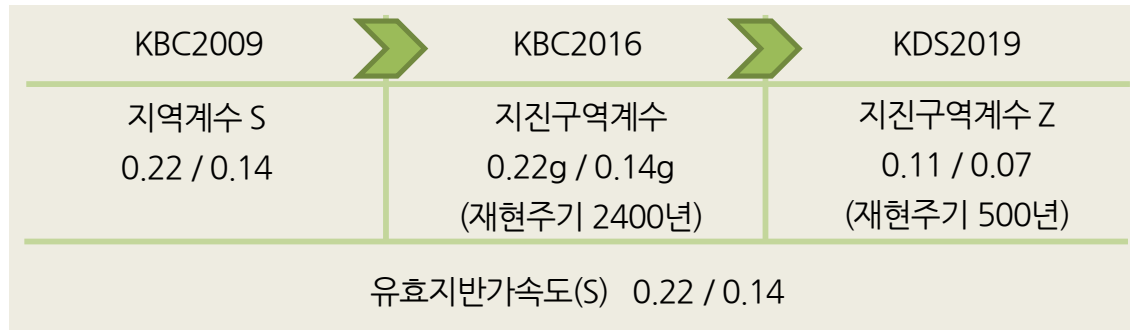 KBC2009
KBC2016
KDS2019
지역계수 S
0.22 / 0.14
지진구역계수
0.22g / 0.14g
(재현주기 2400년)
지진구역계수 Z
0.11 / 0.07
(재현주기 500년)
유효지반가속도(S) 0.22 / 0.14